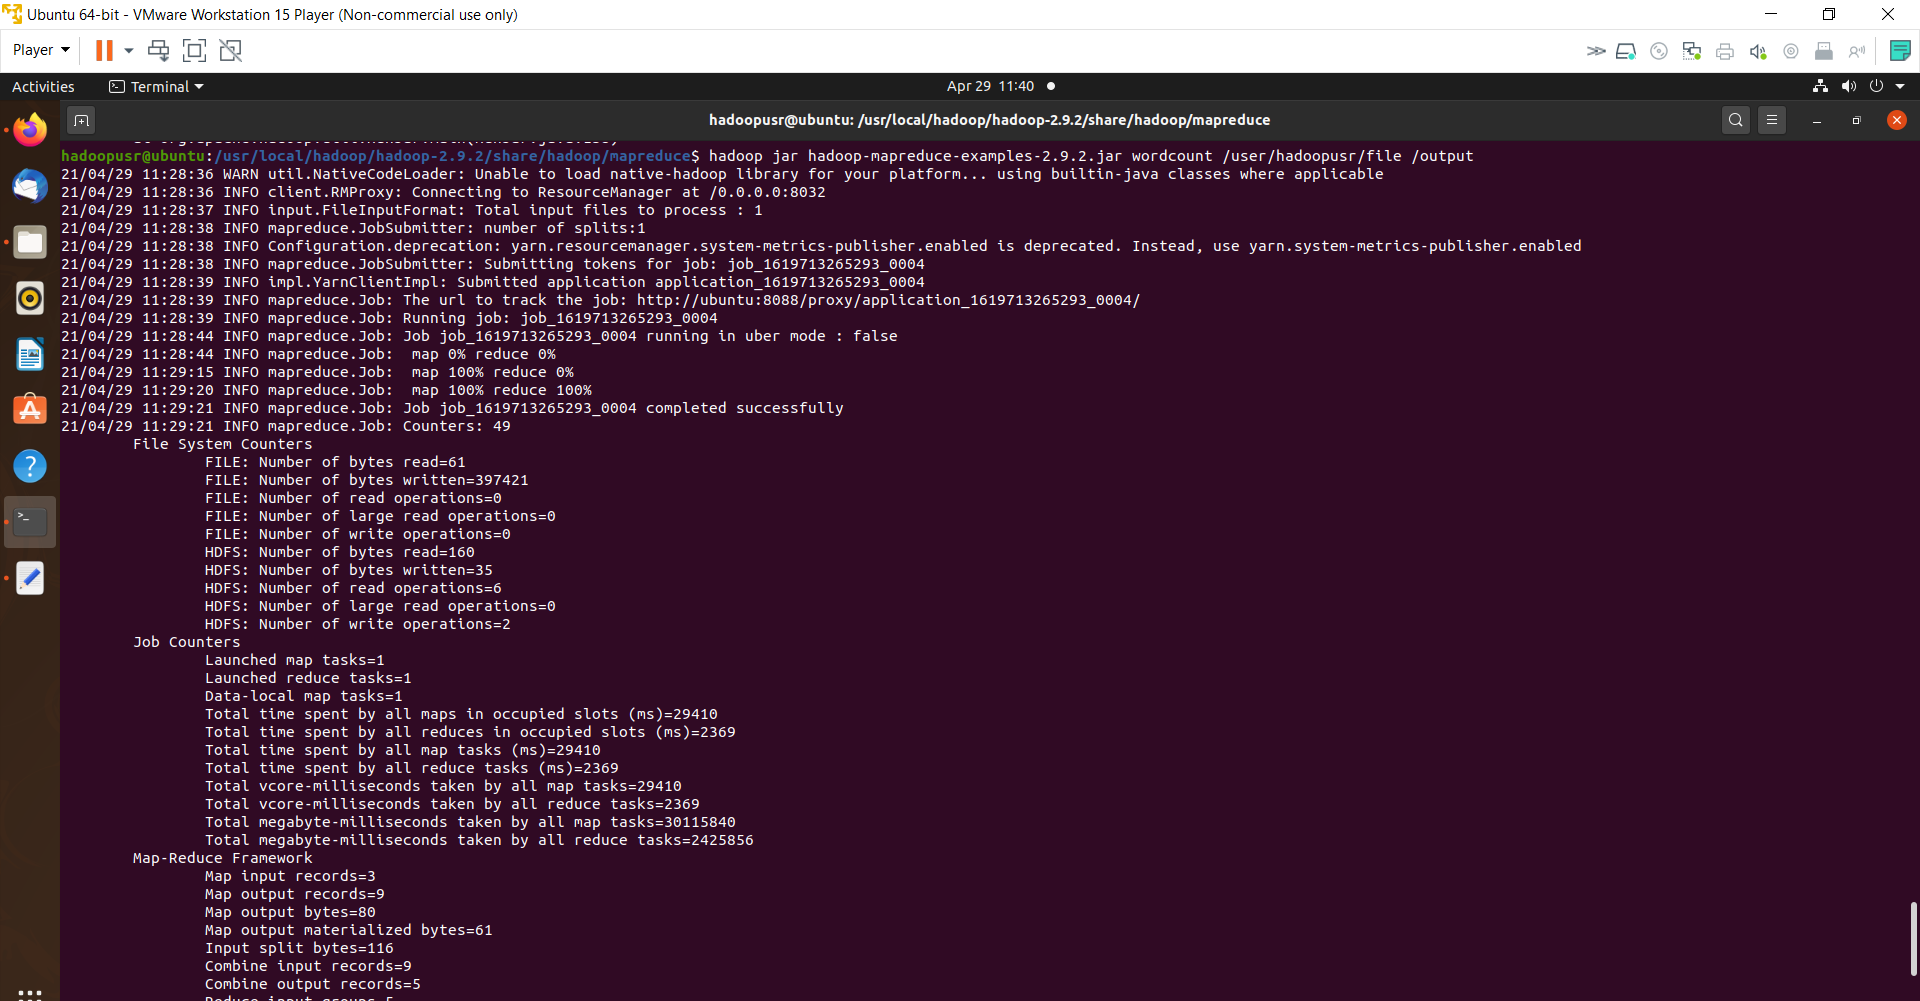 Ubuntu 64-bit - VMware Workstation 15 Player (Non-commercial use only)
Player
Activities
Terminal
Apr 29 11:40
hadoopusr@ubuntu: /usr/local/hadoop/hadoop-2.9.2/share/hadoop/mapreduce
hadoopusr@ubuntu:/usr/local/hadoop/hadoop-2.9.2/share/hadoop/mapreduce$ hadoop jar hadoop-mapreduce-examples-2.9.2.jar wordcount /user/hadoopusr/file /output
21/04/29 11:28:36 WARN util.NativeCodeLoader: Unable to load native-hadoop library for your platform... using builtin-java classes where applicable
21/04/29 11:28:36 INFO client.RMProxy: Connecting to ResourceManager at /0.0.0.0:8032
21/04/29 11:28:37 INFO input.FileInputFormat: Total input files to process : 1
21/04/29 11:28:38 INFO mapreduce.JobSubmitter: number of splits:1
21/04/29 11:28:38 INFO Configuration.deprecation: yarn.resourcemanager.system-metrics-publisher.enabled is deprecated. Instead, use yarn.system-metrics-publisher.enabled
21/04/29 11:28:38 INFO mapreduce.JobSubmitter: Submitting tokens for job: job_1619713265293_0004
21/04/29 11:28:39 INFO impl.YarnClientImpl: Submitted application application_1619713265293_0004
21/04/29 11:28:39 INFO mapreduce.Job: The url to track the job: http://ubuntu:8088/proxy/application_1619713265293_0004/
21/04/29 11:28:39 INFO mapreduce.Job: Running job: job_1619713265293_0004
21/04/29 11:28:44 INFO mapreduce.Job: Job job_1619713265293_0004 running in uber mode : false
21/04/29 11:28:44 INFO mapreduce.Job:  map 0% reduce 0%
21/04/29 11:29:15 INFO mapreduce.Job:  map 100% reduce 0%
21/04/29 11:29:20 INFO mapreduce.Job:  map 100% reduce 100%
21/04/29 11:29:21 INFO mapreduce.Job: Job job_1619713265293_0004 completed successfully
21/04/29 11:29:21 INFO mapreduce.Job: Counters: 49
File System Counters
FILE: Number of bytes read=61
FILE: Number of bytes written=397421
FILE: Number of read operations=0
FILE: Number of large read operations=0
FILE: Number of write operations=0
HDFS: Number of bytes read=160
HDFS: Number of bytes written=35
HDFS: Number of read operations=6
HDFS: Number of large read operations=0
HDFS: Number of write operations=2
Job Counters
Launched map tasks=1
Launched reduce tasks=1
Data-local map tasks=1
Total time spent by all maps in occupied slots (ms)=29410
Total time spent by all reduces in occupied slots (ms)=2369
Total time spent by all map tasks (ms)=29410
Total time spent by all reduce tasks (ms)=2369
Total vcore-milliseconds taken by all map tasks=29410
Total vcore-milliseconds taken by all reduce tasks=2369
Total megabyte-milliseconds taken by all map tasks=30115840
Total megabyte-milliseconds taken by all reduce tasks=2425856
Map-Reduce Framework
Map input records=3
Map output records=9
Map output bytes=80
Map output materialized bytes=61
Input split bytes=116
Combine input records=9
Combine output records=5